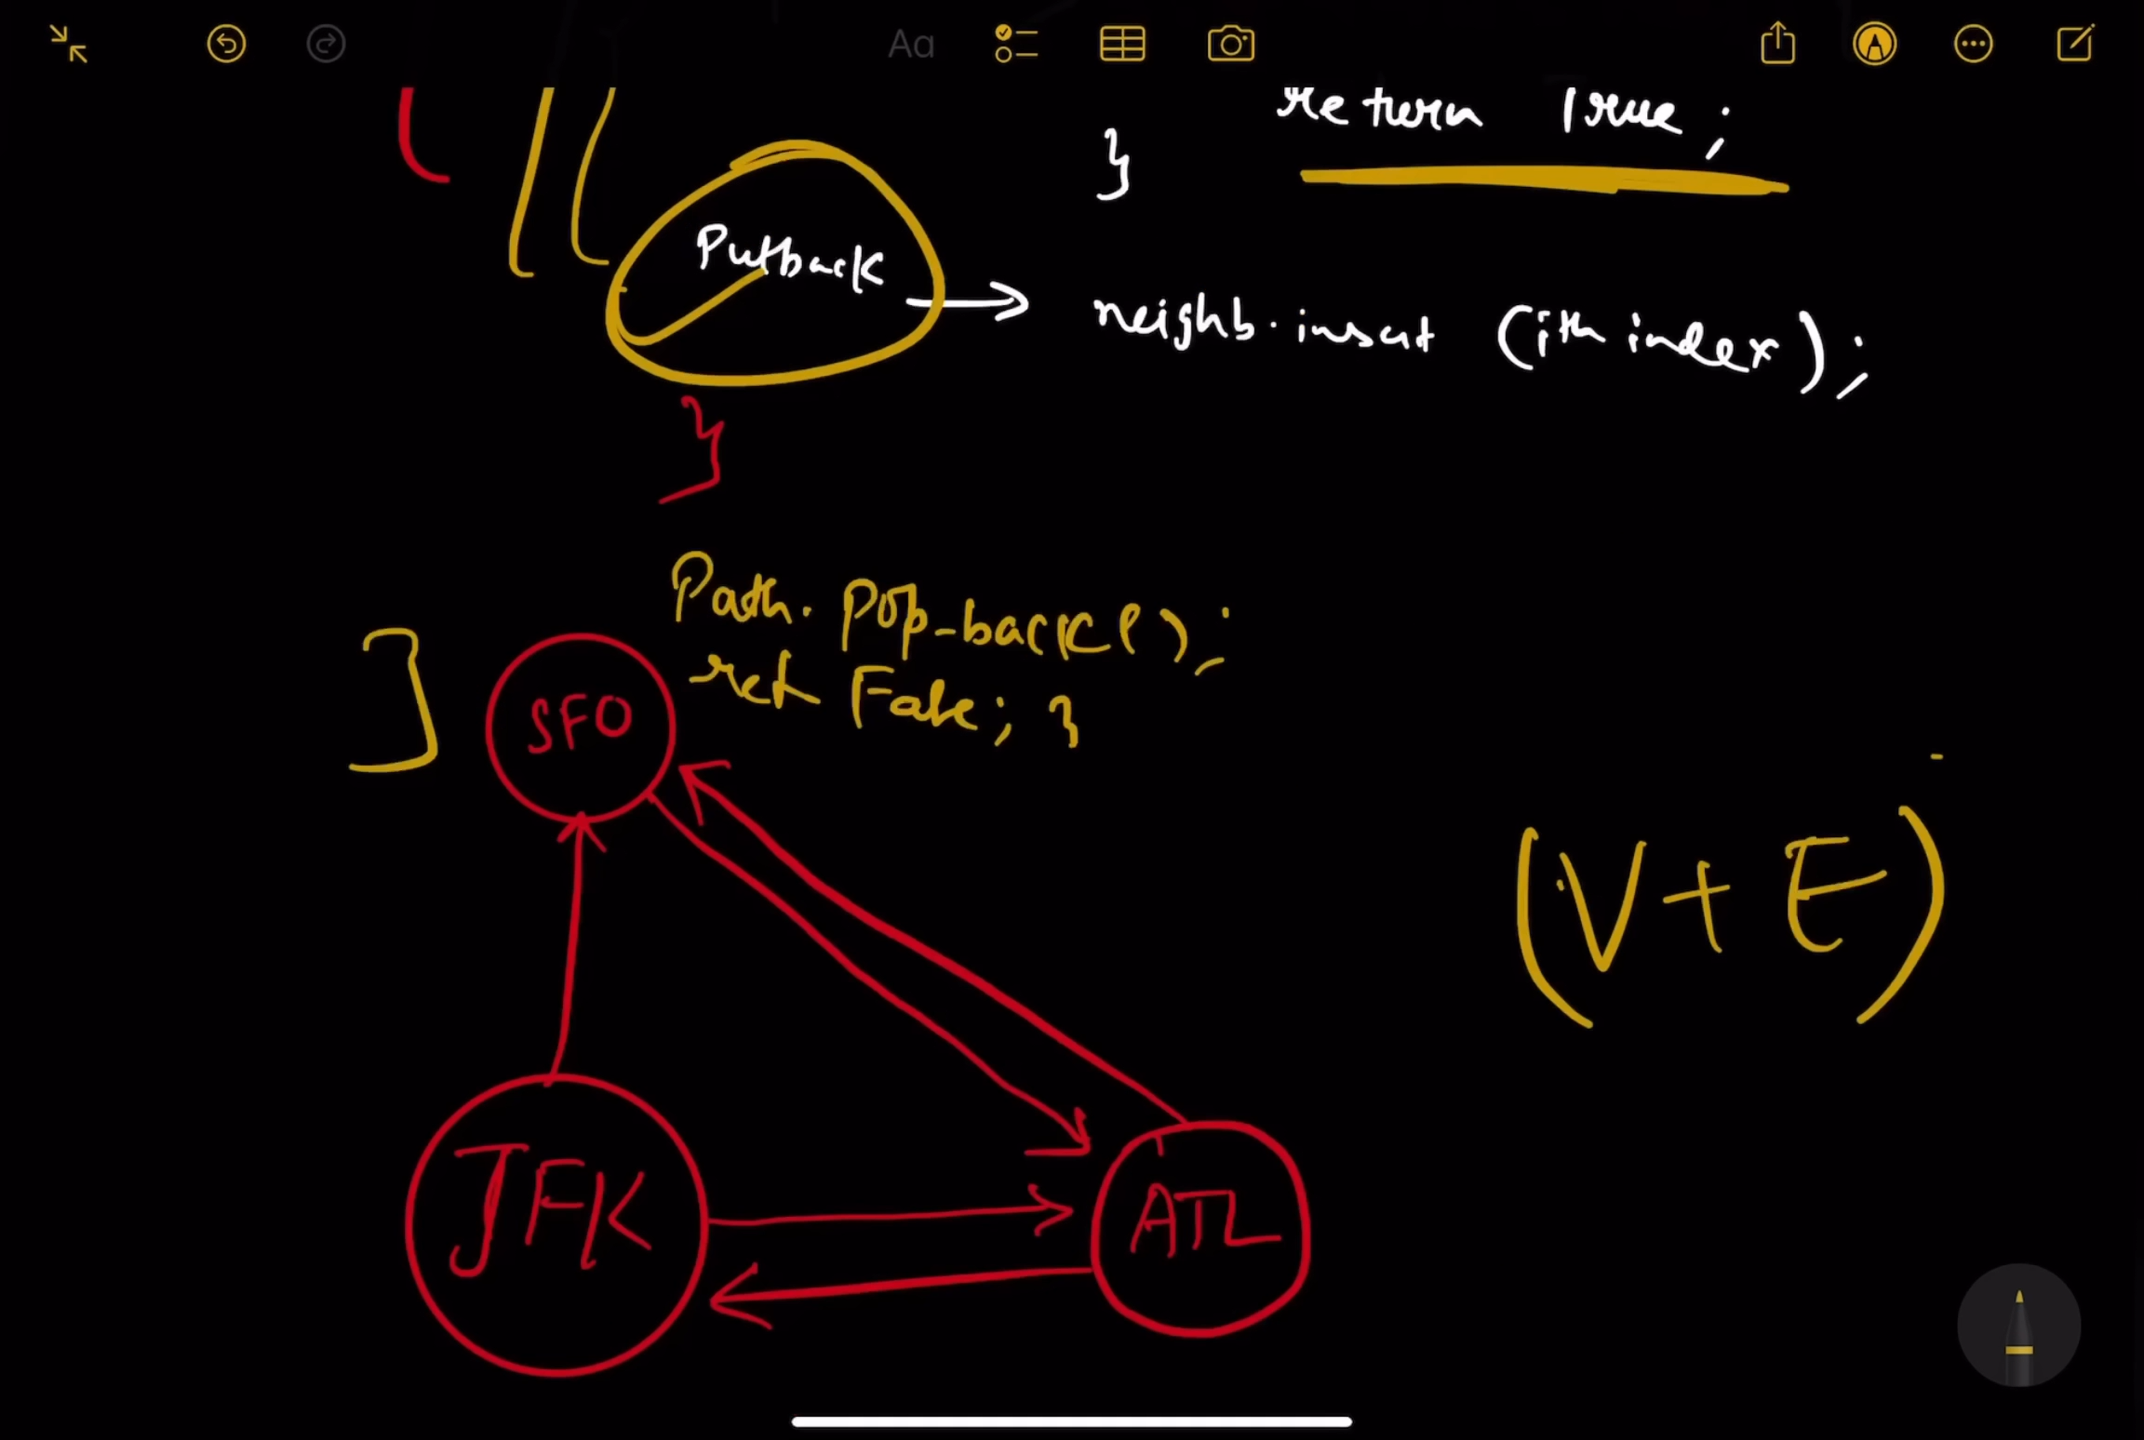 Aa
return True;
}
Putback
neighb.insert (ith index);
}
Path.pop_back();
ret False; }
]
SFO
(V+E)
JFK
ATL